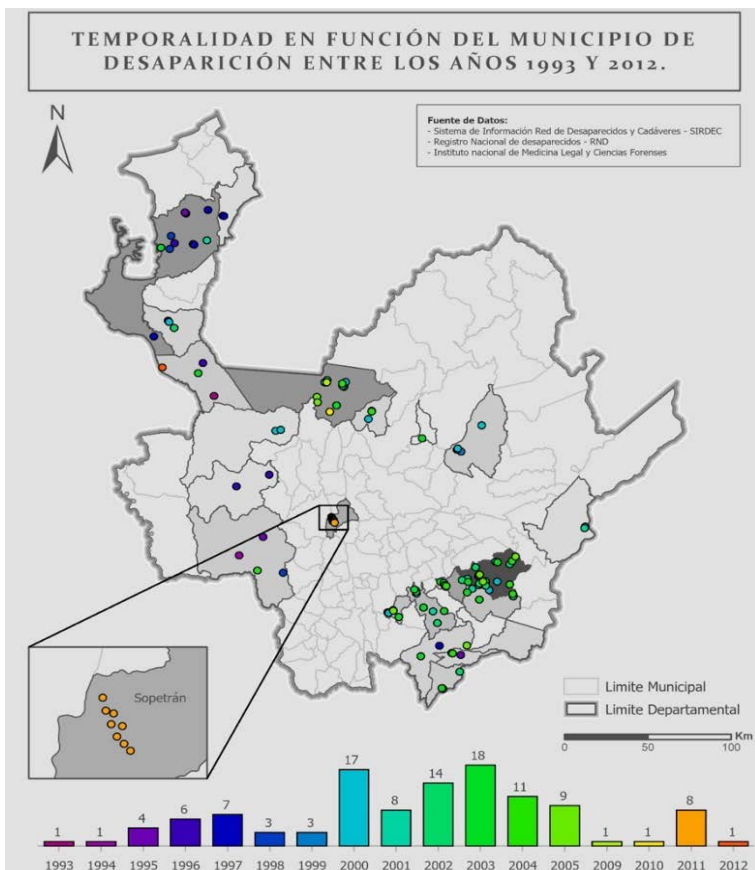 TEMPORALIDAD EN FUNCIÓN DEL MUNICIPIO DE
DESAPARICIÓN ENTRE LOS AÑOS 1993 Y 2012.
N
Fuente de Datos:
- Sistema de Información Red de Desaparecidos y Cadáveres - SIRDEC
- Registro Nacional de desaparecidos - RND
- Instituto nacional de Medicina Legal y Ciencias Forenses
Sopetrán
Limite Municipal
Limite Departamental
Km
0 50 100
1 1 4 6 7 3 3 17 8 14 18 11 9 1 1 8 1
1993 1994 1995 1996 1997 1998 1999 2000 2001 2002 2003 2004 2005 2009 2010 2011 2012